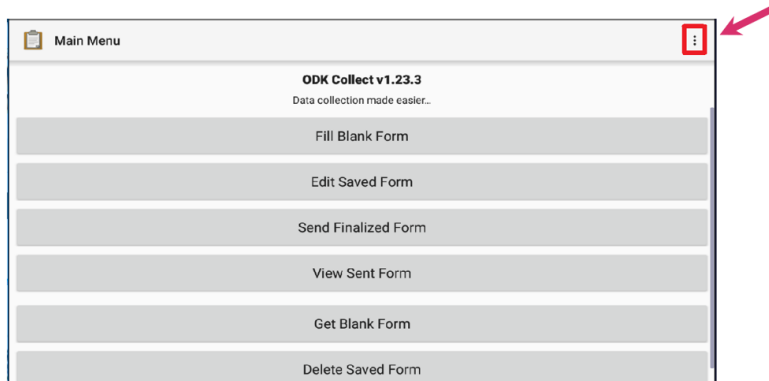 Main Menu
ODK Collect v1.23.3
Data collection made easier...
Fill Blank Form
Edit Saved Form
Send Finalized Form
View Sent Form
Get Blank Form
Delete Saved Form